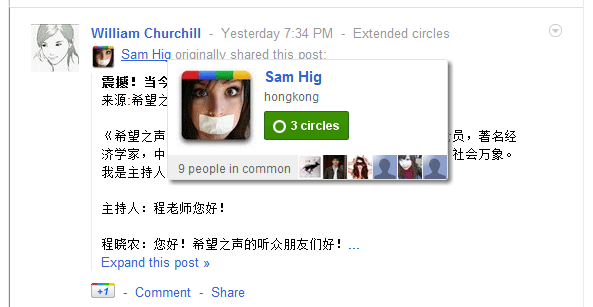 William Churchill - Yesterday 7:34 PM - Extended circles
Sam Hig originally shared this post:
震撼！当今
来源:希望之声
Sam Hig
hongkong
3 circles
9 people in common
《希望之声 员，著名经
济学家，中 社会万象。
我是主持人
主持人：程老师您好！
程晓农：您好！希望之声的听众朋友们好！...
Expand this post »
+1 - Comment - Share